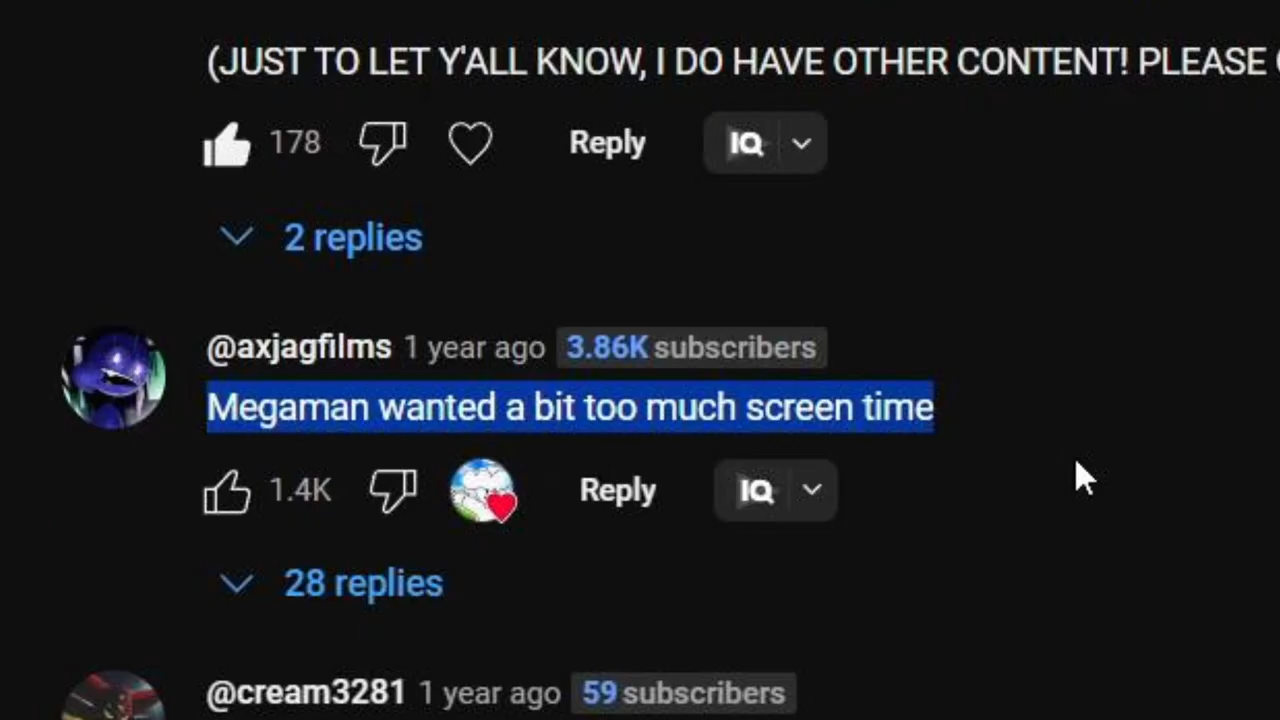 (JUST TO LET Y'ALL KNOW, I DO HAVE OTHER CONTENT! PLEASE
178 Reply IQ
2 replies
@axjagfilms 1 year ago 3.86K subscribers
Megaman wanted a bit too much screen time
1.4K Reply IQ
28 replies
@cream3281 1 year ago 59 subscribers